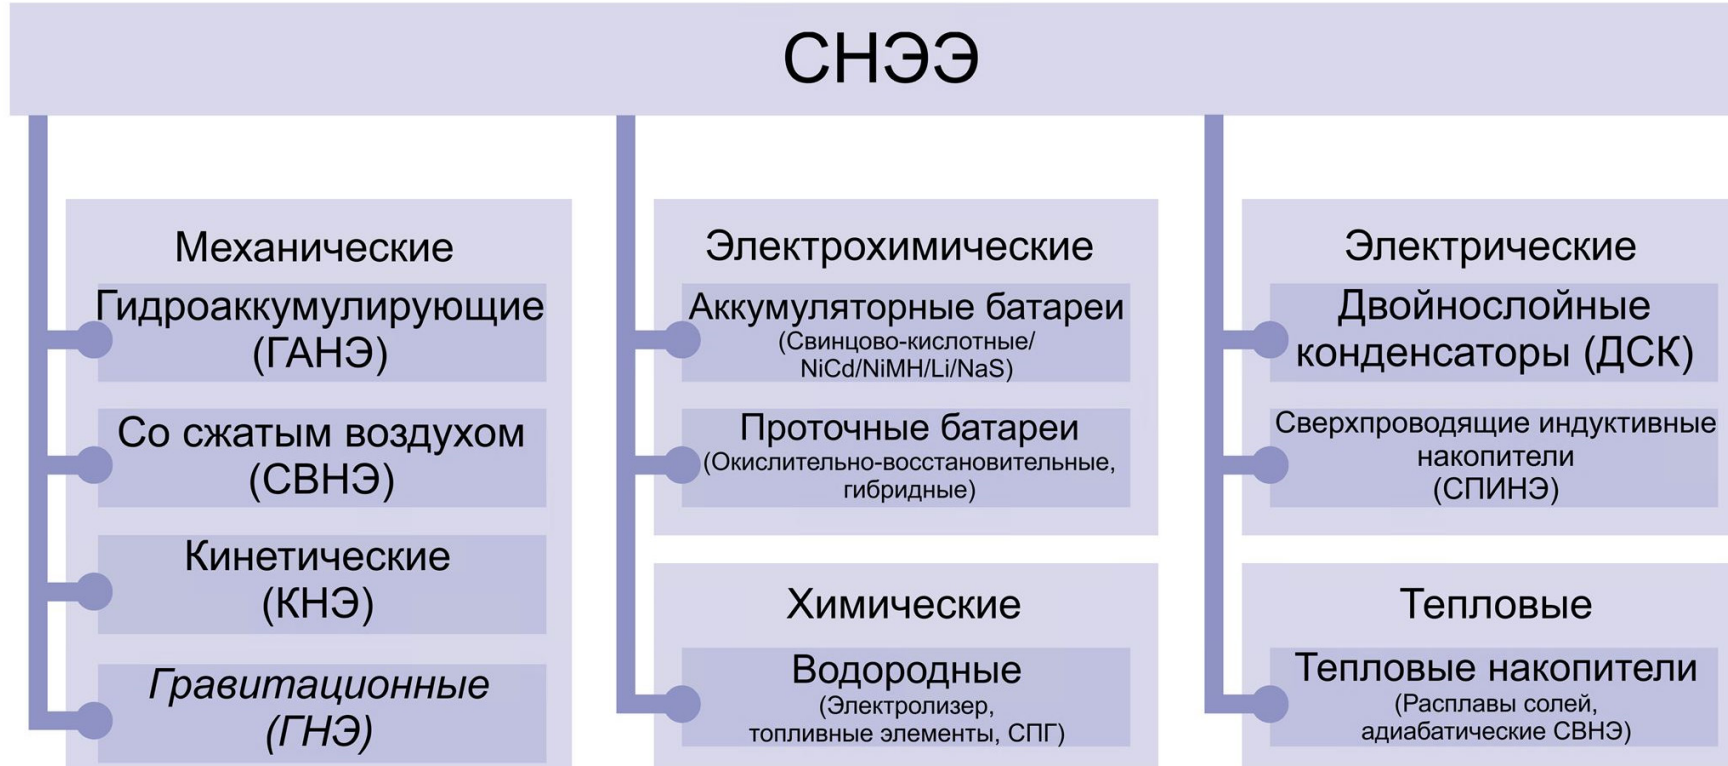 СНЭЭ
Механические
Гидроаккумулирующие
(ГАНЭ)
Со сжатым воздухом
(СВНЭ)
Кинетические
(КНЭ)
Гравитационные
(ГНЭ)
Электрохимические
Аккумуляторные батареи
(Свинцово-кислотные/
NiCd/NiMH/Li/NaS)
Проточные батареи
(Окислительно-восстановительные,
гибридные)
Химические
Водородные
(Электролизер,
топливные элементы, СПГ)
Электрические
Двойнослойные
конденсаторы (ДСК)
Сверхпроводящие индуктивные
накопители
(СПИНЭ)
Тепловые
Тепловые накопители
(Расплавы солей,
адиабатические СВНЭ)